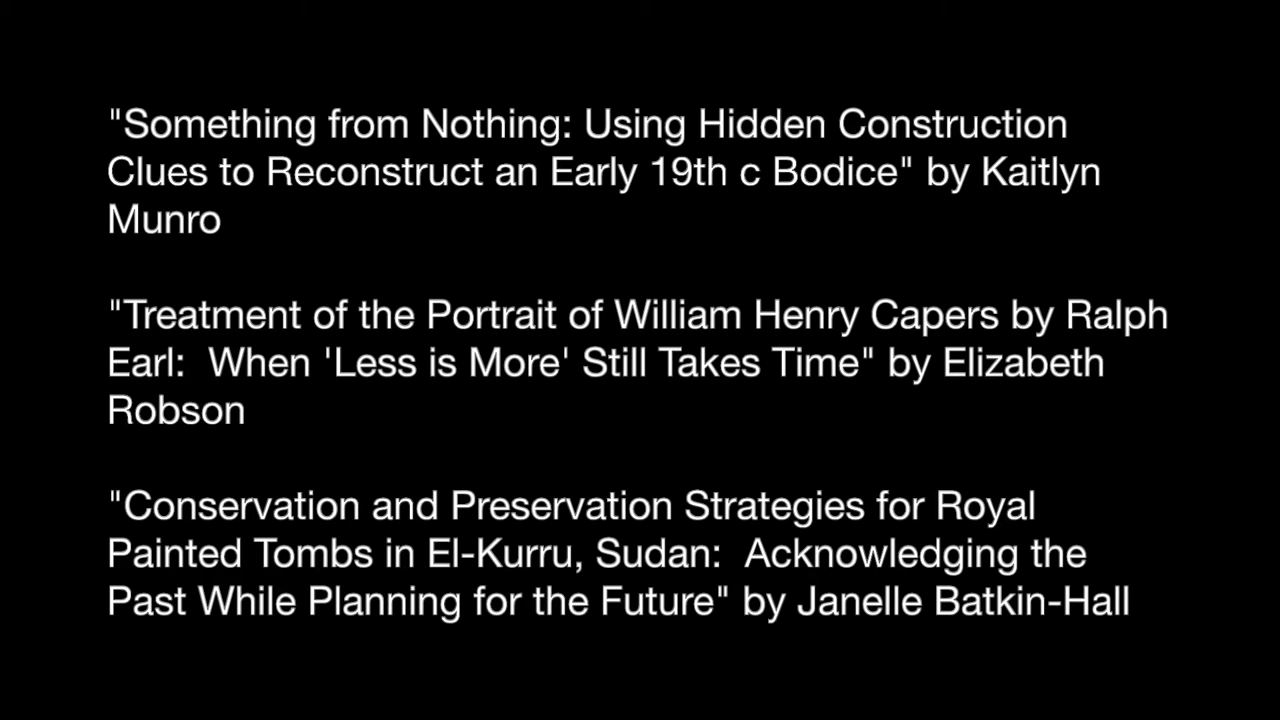 "Something from Nothing: Using Hidden Construction
Clues to Reconstruct an Early 19th c Bodice" by Kaitlyn
Munro
"Treatment of the Portrait of William Henry Capers by Ralph
Earl:  When 'Less is More' Still Takes Time" by Elizabeth
Robson
"Conservation and Preservation Strategies for Royal
Painted Tombs in El-Kurru, Sudan:  Acknowledging the
Past While Planning for the Future" by Janelle Batkin-Hall